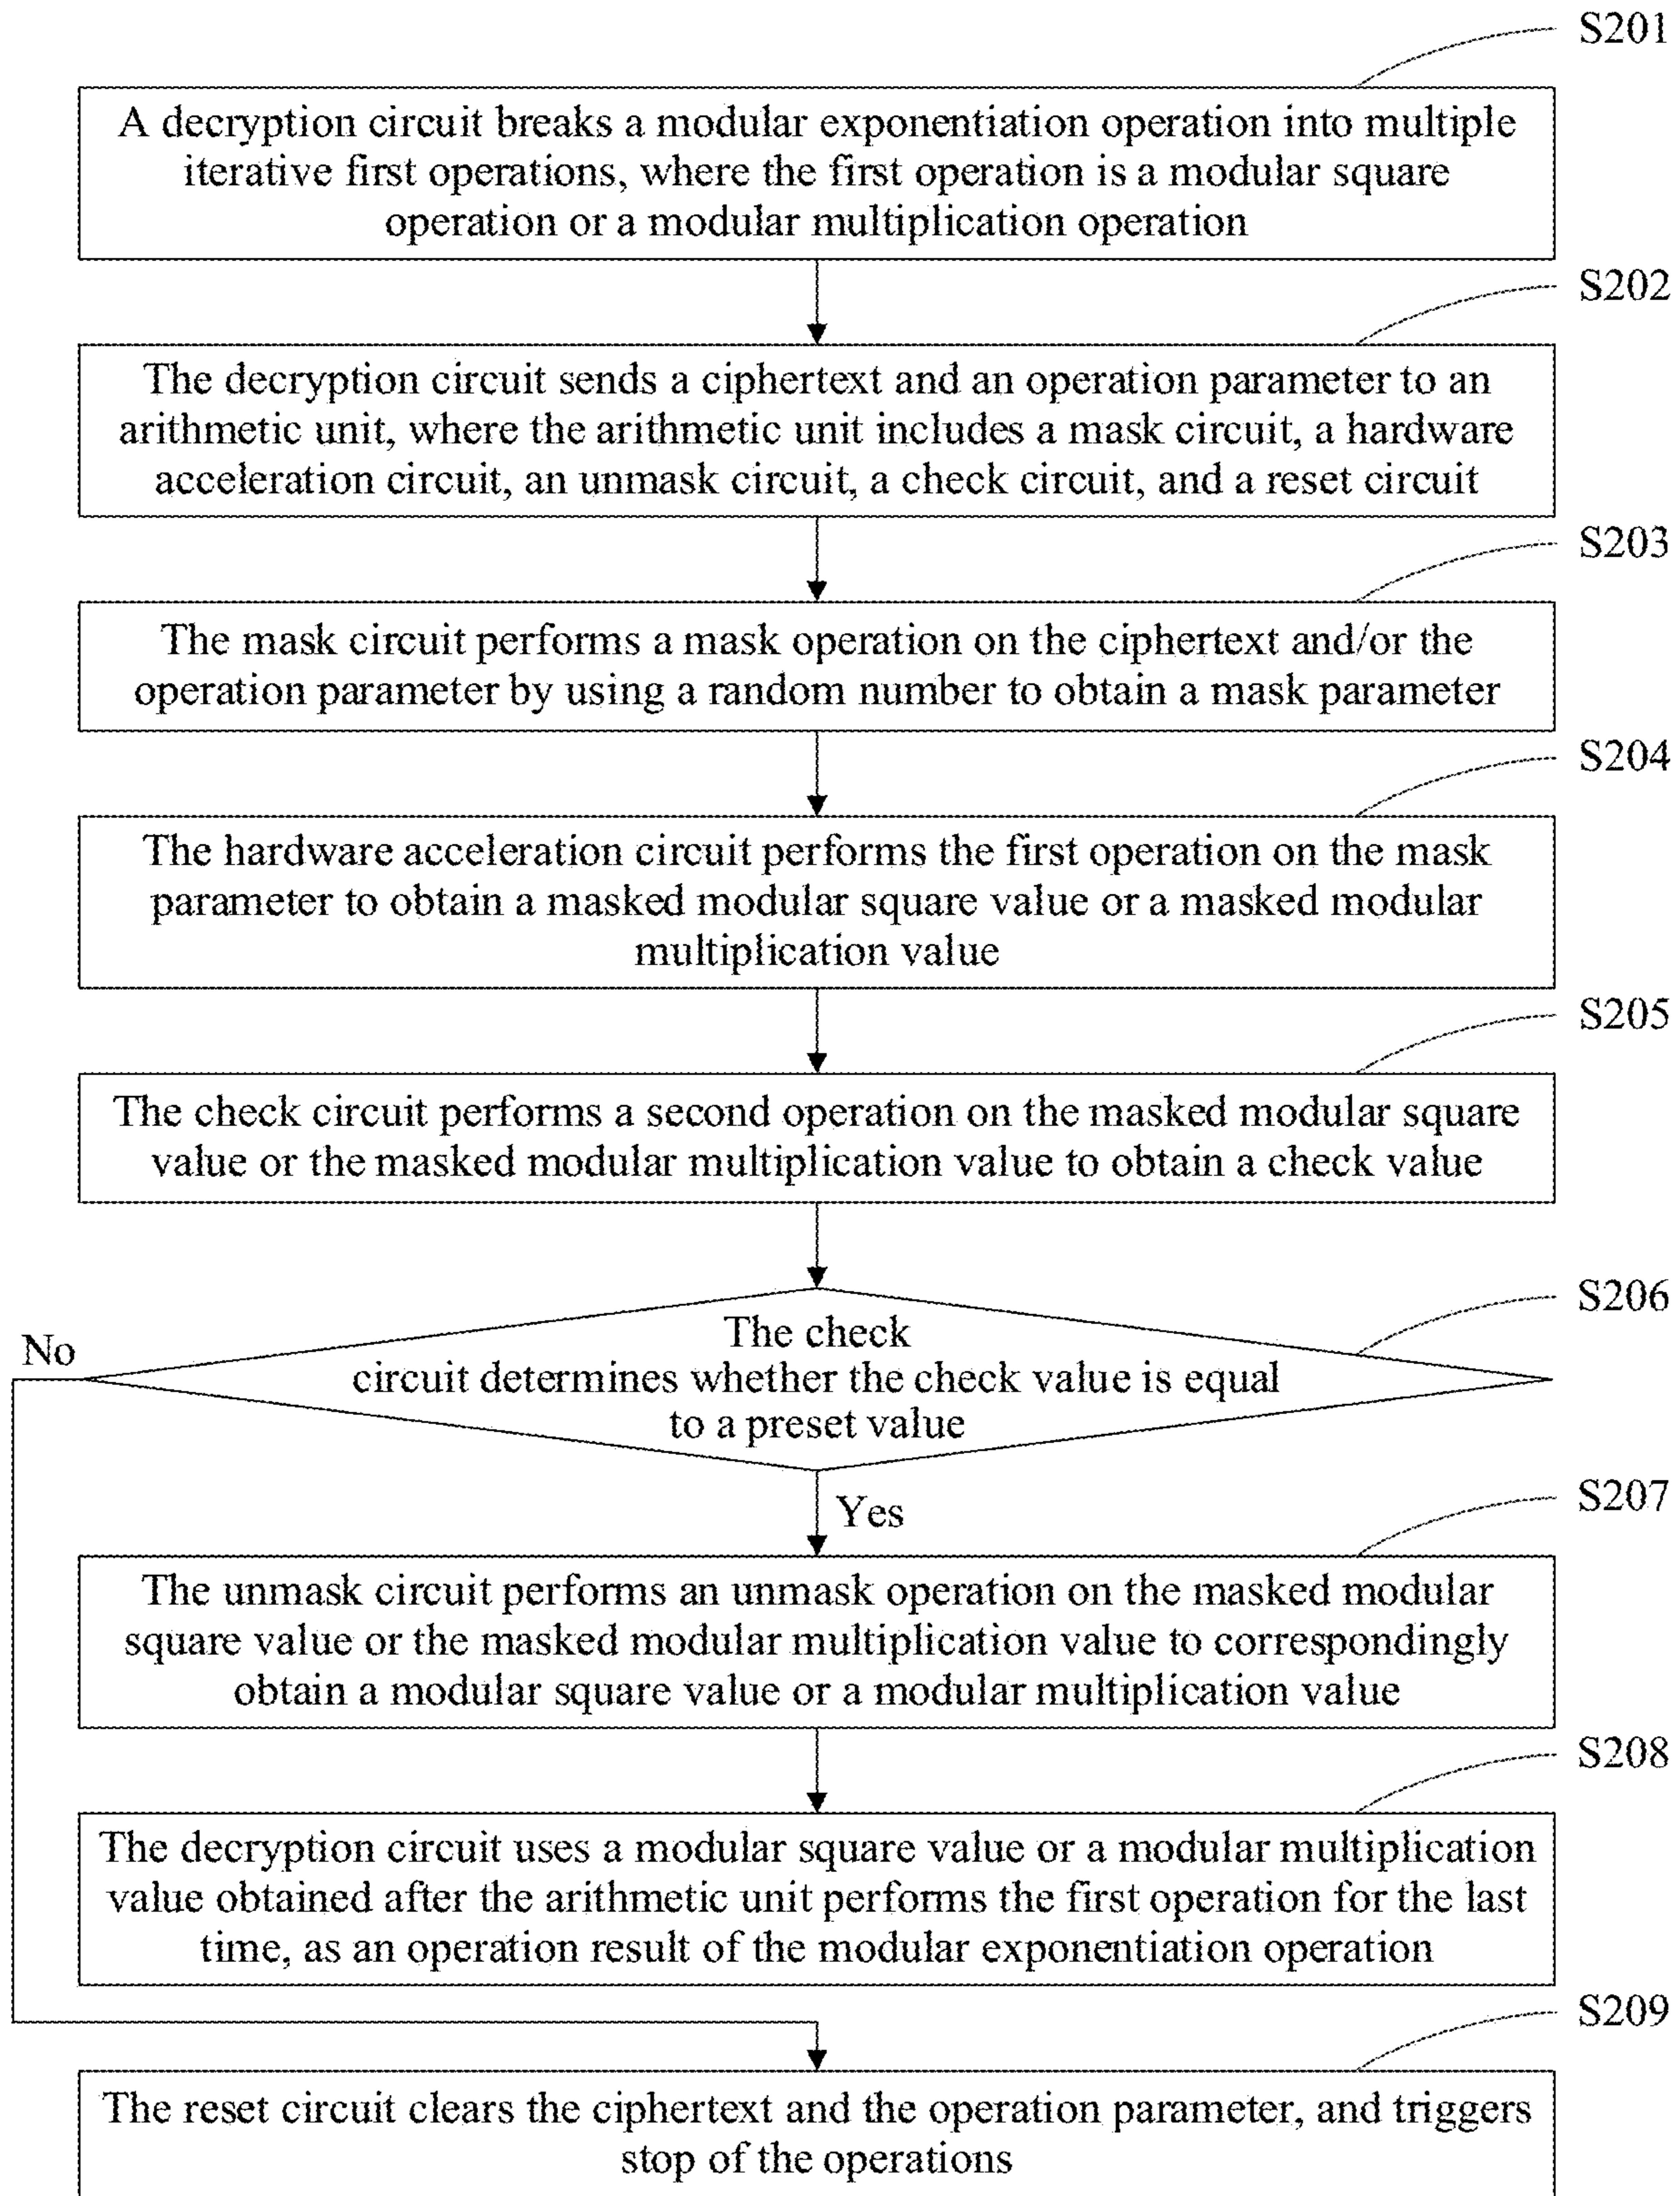 S201
A decryption circuit breaks a modular exponentiation operation into multiple
iterative first operations, where the first operation is a modular square
operation or a modular multiplication operation
S202
The decryption circuit sends a ciphertext and an operation parameter to an
arithmetic unit, where the arithmetic unit includes a mask circuit, a hardware
acceleration circuit, an unmask circuit, a check circuit, and a reset circuit
S203
The mask circuit performs a mask operation on the ciphertext and/or the
operation parameter by using a random number to obtain a mask parameter
S204
The hardware acceleration circuit performs the first operation on the mask
parameter to obtain a masked modular square value or a masked modular
multiplication value
S205
The check circuit performs a second operation on the masked modular square
value or the masked modular multiplication value to obtain a check value
S206
No
The check
circuit determines whether the check value is equal
to a preset value
Yes
S207
The unmask circuit performs an unmask operation on the masked modular
square value or the masked modular multiplication value to correspondingly
obtain a modular square value or a modular multiplication value
S208
The decryption circuit uses a modular square value or a modular multiplication
value obtained after the arithmetic unit performs the first operation for the last
time, as an operation result of the modular exponentiation operation
S209
The reset circuit clears the ciphertext and the operation parameter, and triggers
stop of the operations